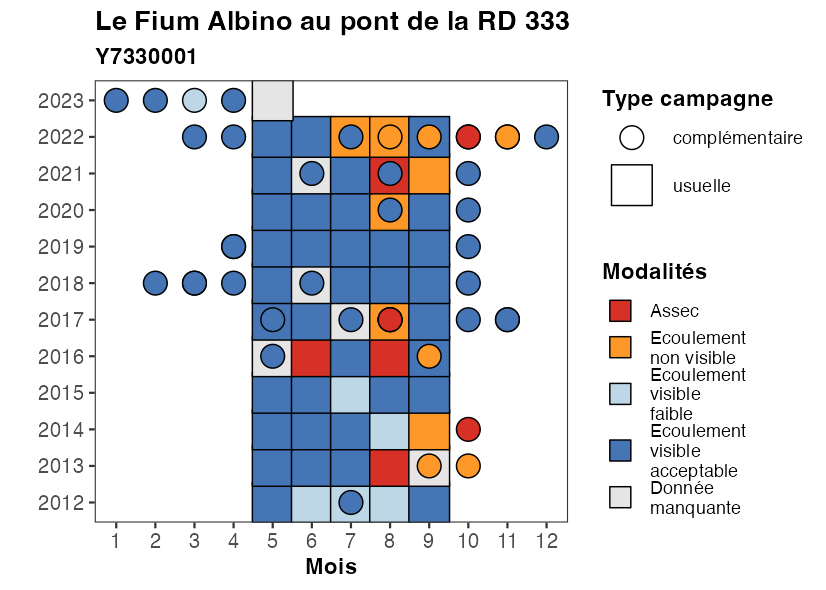 Le Fium Albino au pont de la RD 333
Y7330001
2023
2022
2021
2020
2019
2018
2017
2016
2015
2014
2013
2012
1 2 3 4 5 6 7 8 9 10 11 12
Mois
Type campagne
complémentaire
usuelle
Modalités
Assec
Ecoulement
non visible
Ecoulement
visible
faible
Ecoulement
visible
acceptable
Donnée
manquante